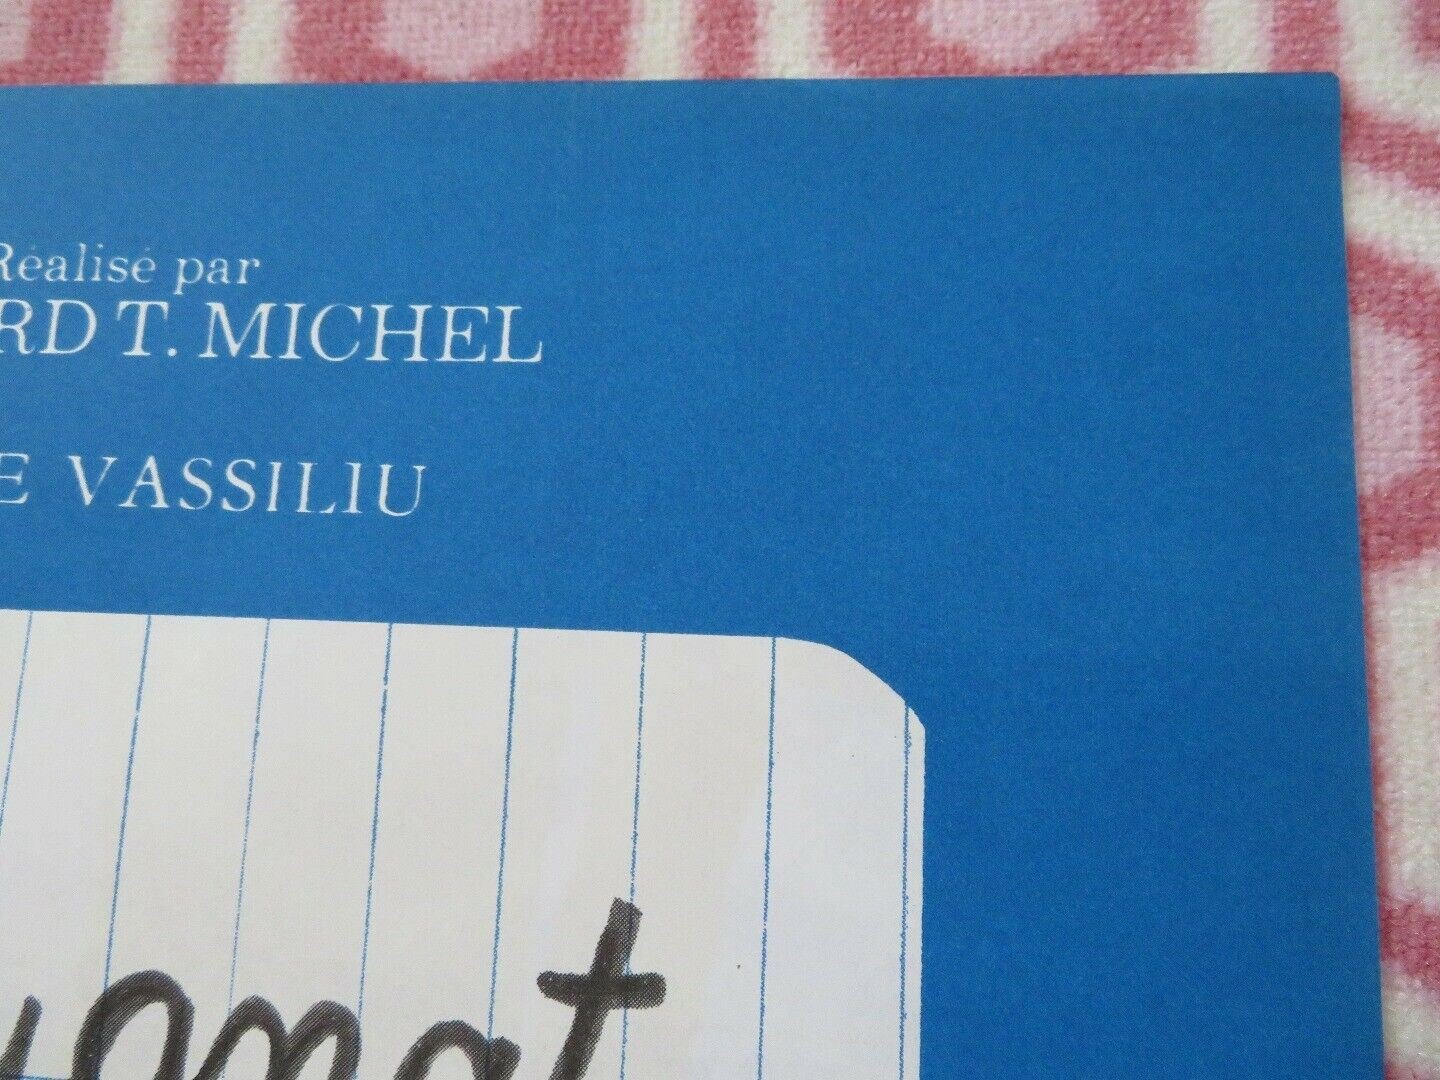 Réalisé par
RD T. MICHEL
E VASSILIU